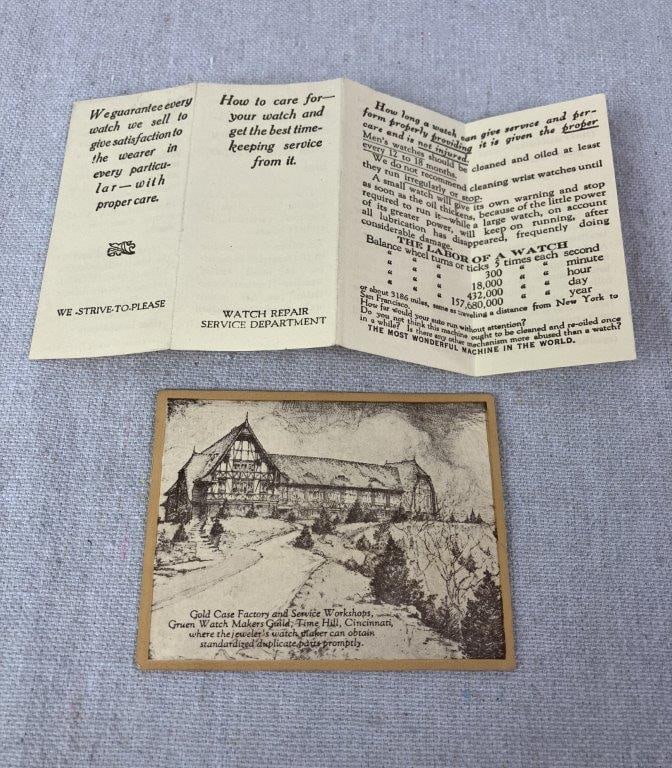 We guarantee every
watch we sell to
give satisfaction to
the wearer in
every particu-
lar — with
proper care.
WE-STRIVE-TO-PLEASE
How to care for—
your watch and
get the best time-
keeping service
from it.
WATCH REPAIR
SERVICE DEPARTMENT
How long a watch can give service and per-
form properly providing it is given the proper
care and is not injured.
Men's watches should be cleaned and oiled at least
every 12 to 18 months.
We do not recommend cleaning wrist watches until
they run irregularly or stop.
A small watch will give its own warning and stop
as soon as the oil thickens, because of the little power
required to run it—while a large watch, on account
of its greater power, will keep on running, after
all lubrication has disappeared, frequently doing
considerable damage.
THE LABOR OF A WATCH
Balance wheel turns or ticks 5 times each second
" " " 300 " " minute
" " " 18,000 " " hour
" " " 432,000 " " day
" " " 157,680,000 " " year
or about 3186 miles, same as traveling a distance from New York to
San Francisco.
How far would your auto run without attention?
Do you not think this machine ought to be cleaned and re-oiled once
in a while? Is there any other mechanism more abused than a watch?
THE MOST WONDERFUL MACHINE IN THE WORLD.
Gold Case Factory and Service Workshops,
Gruen Watch Makers Guild, Time Hill, Cincinnati,
where the jeweler's watch maker can obtain
standardized duplicate parts promptly.